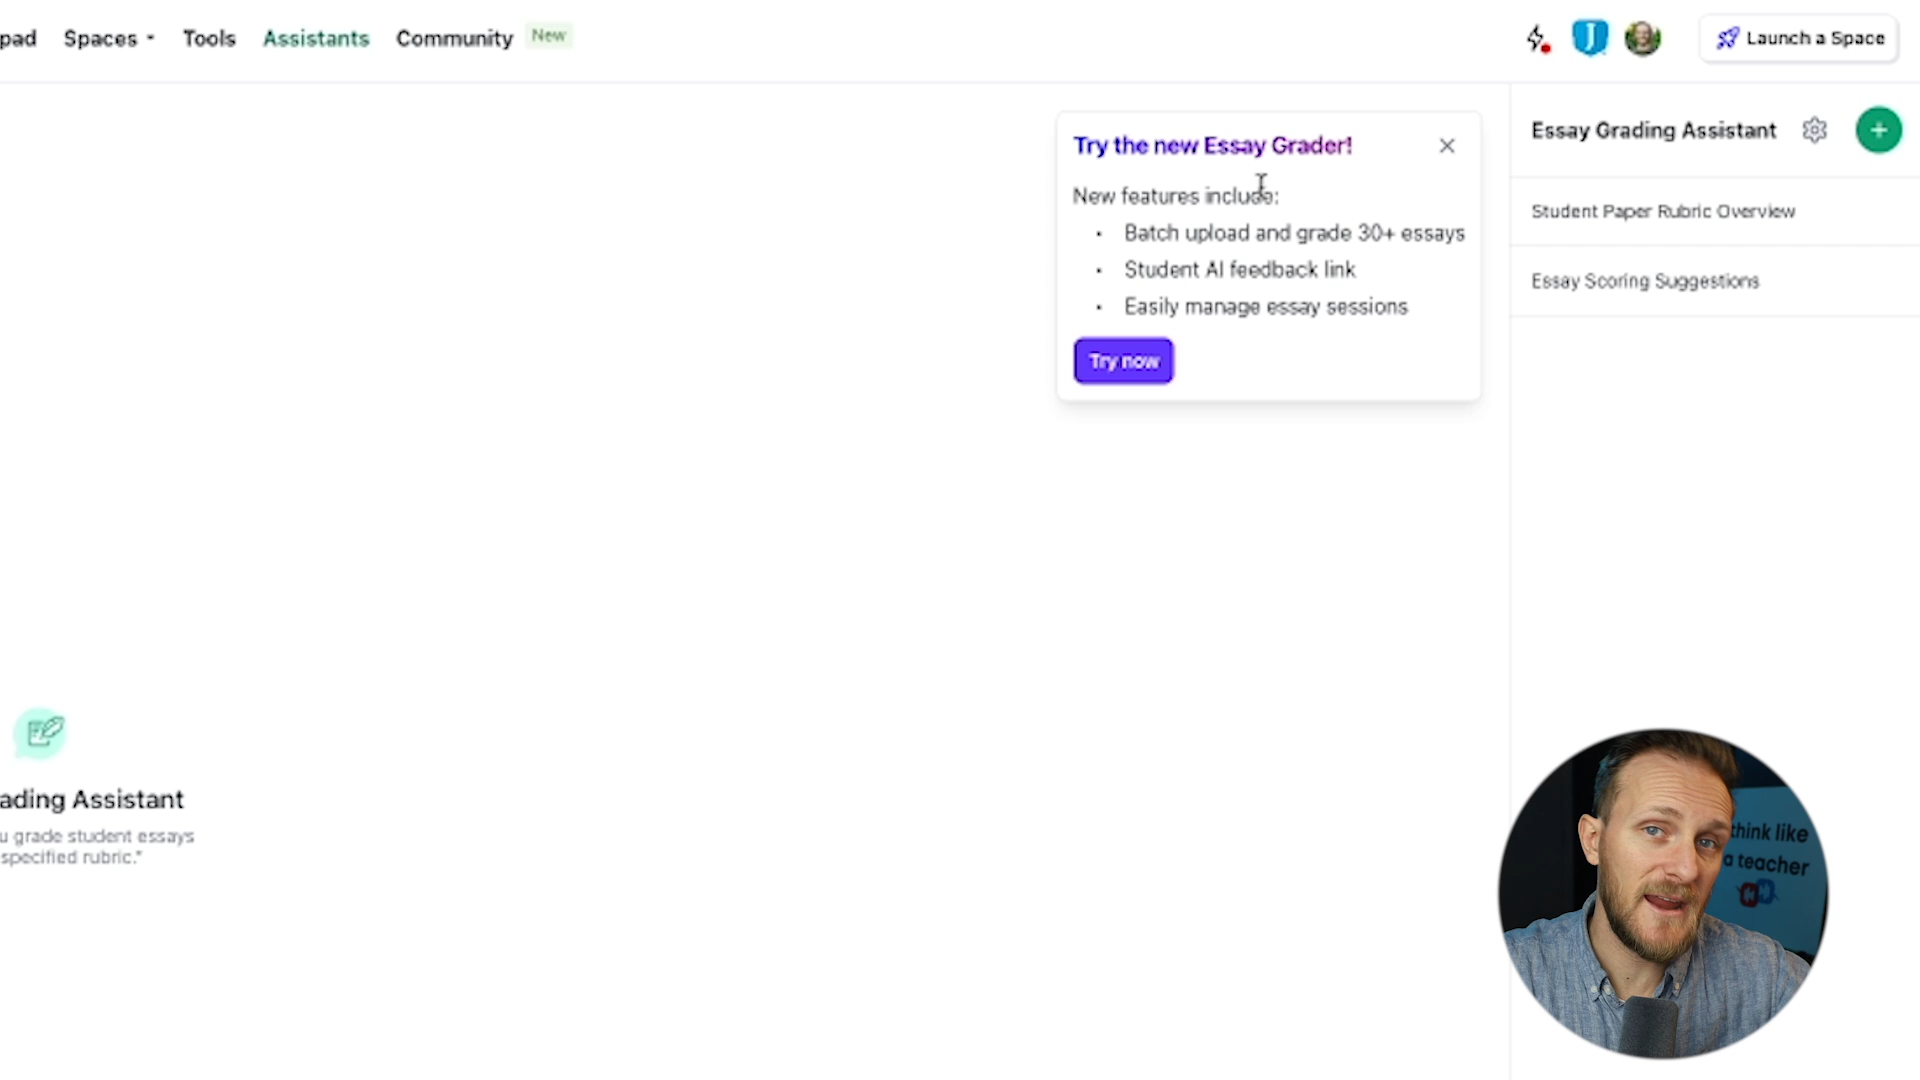 pad Spaces Tools Assistants Community New
J
Launch a Space
Try the new Essay Grader!
New features include:
• Batch upload and grade 30+ essays
• Student AI feedback link
• Easily manage essay sessions
Try now
Essay Grading Assistant
Student Paper Rubric Overview
Essay Scoring Suggestions
ading Assistant
u grade student essays
specified rubric."
think like
a teacher